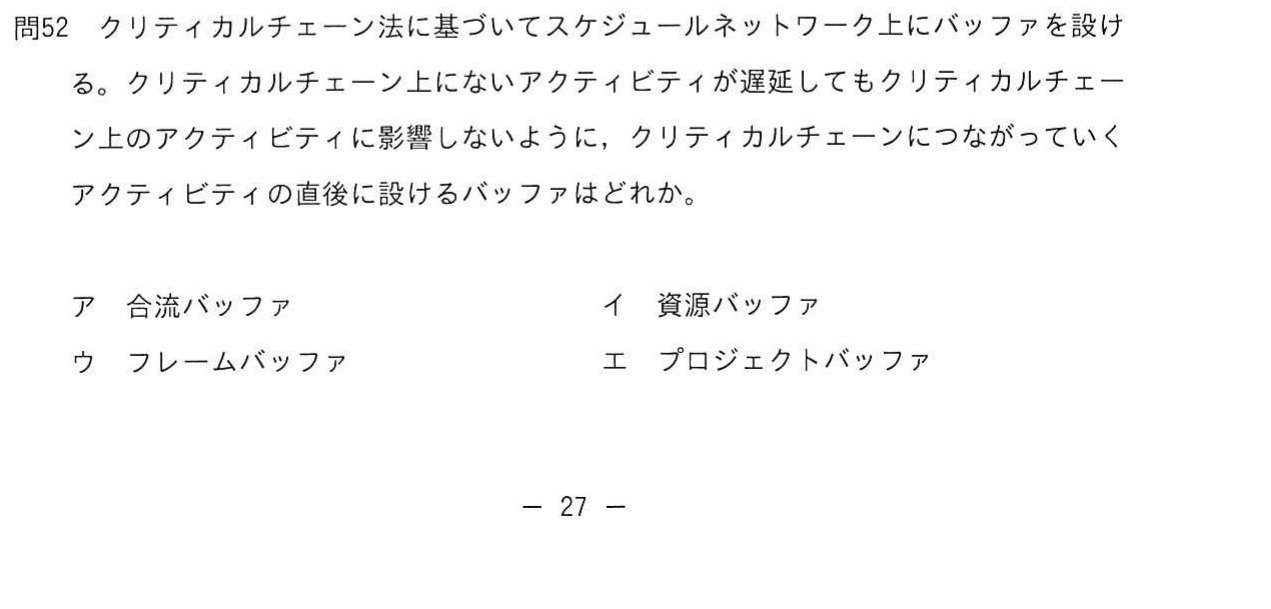 問52　クリティカルチェーン法に基づいてスケジュールネットワーク上にバッファを設け
る。クリティカルチェーン上にないアクティビティが遅延してもクリティカルチェー
ン上のアクティビティに影響しないように，クリティカルチェーンにつながっていく
アクティビティの直後に設けるバッファはどれか。
ア　合流バッファ　イ　資源バッファ
ウ　フレームバッファ　エ　プロジェクトバッファ
－ 27 －